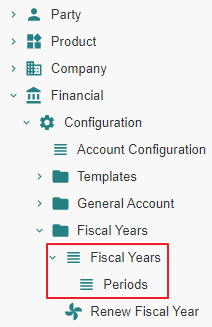 Party
Product
Company
Financial
Configuration
Account Configuration
Templates
General Account
Fiscal Years
Fiscal Years
Periods
Renew Fiscal Year